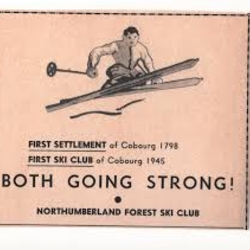 FIRST SETTLEMENT of Cobourg 1798
FIRST SKI CLUB of Cobourg 1945
BOTH GOING STRONG!
NORTHUMBERLAND FOREST SKI CLUB